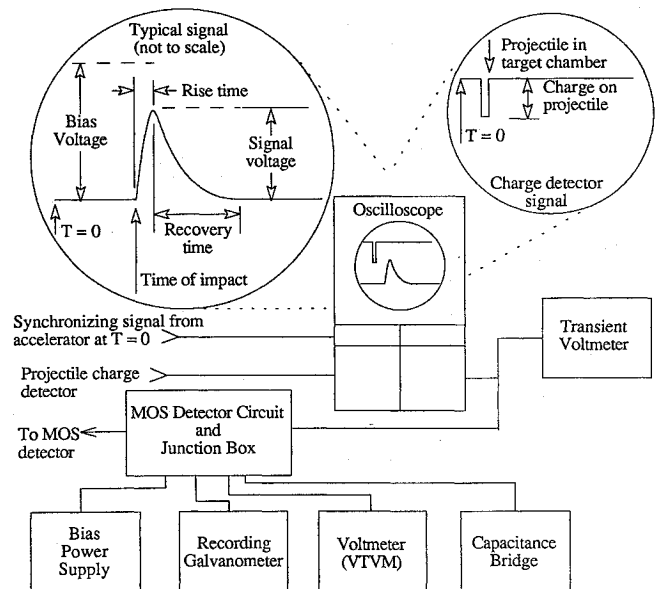 Typical signal
(not to scale)
Rise time
Bias
Voltage
Signal
voltage
T = 0
Recovery
time
Time of impact
Projectile in
target chamber
Charge on
projectile
T = 0
Charge detector
signal
Oscilloscope
Synchronizing signal from
accelerator at T = 0
Projectile charge
detector
Transient
Voltmeter
MOS Detector Circuit
and
Junction Box
To MOS
detector
Bias
Power
Supply
Recording
Galvanometer
Voltmeter
(VTVM)
Capacitance
Bridge